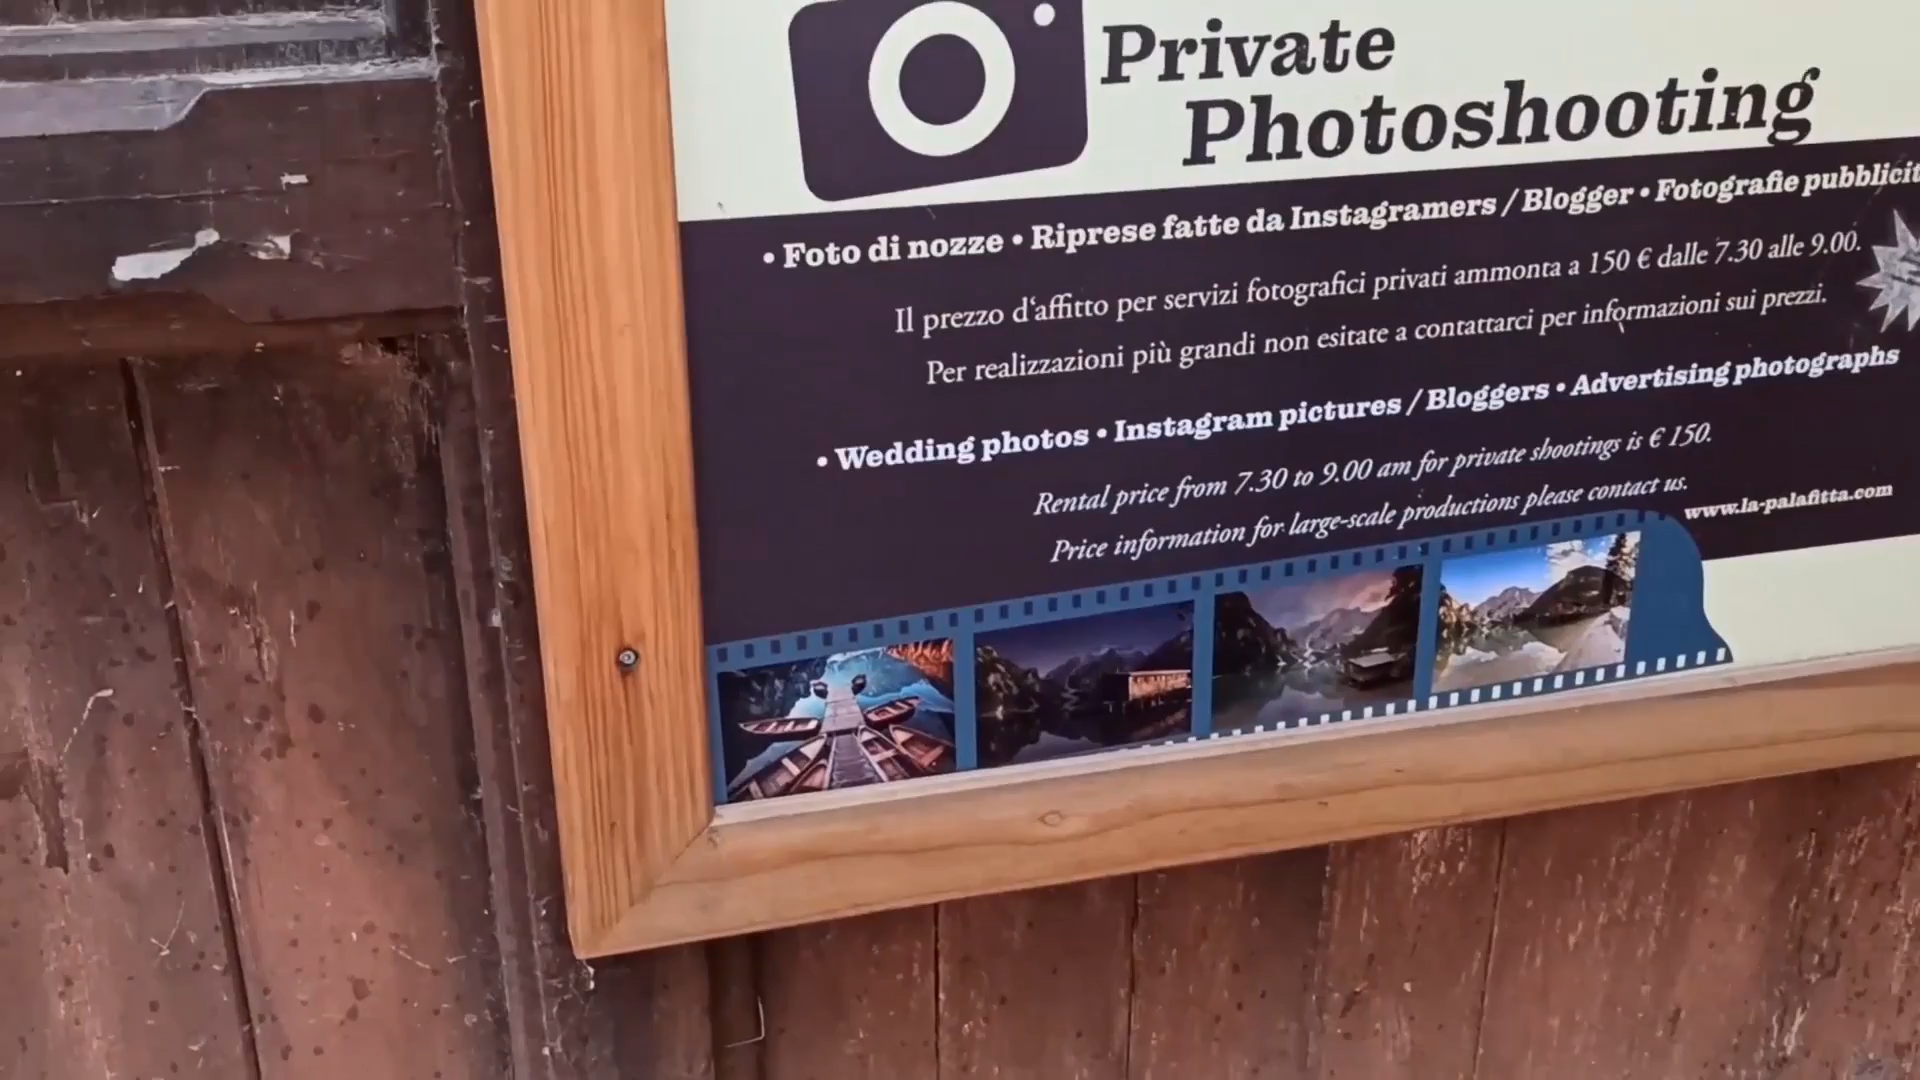 Private
Photoshooting
• Foto di nozze • Riprese fatte da Instagramers / Blogger • Fotografie
Il prezzo d‘affitto per servizi fotografici privati ammonta a 150 € dalle 7.30 alle 9.00.
Per realizzazioni più grandi non esitate a contattarci per informazioni sui prezzi.
• Wedding photos • Instagram pictures / Bloggers • Advertising photographs
Rental price from 7.30 to 9.00 am for private shootings is € 150.
Price information for large-scale productions please contact us.
www.la-palafitta.com